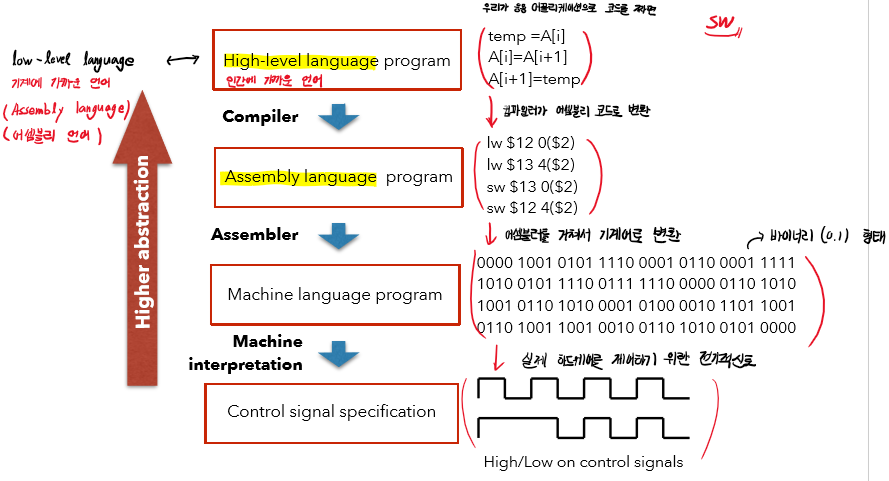 우리가 응용 어플리케이션으로 코드를 짜면
SW
low-level language
기계에 가까운 언어
(Assembly language)
(어셈블리 언어)
High-level language program
인간에 가까운 언어
temp =A[i]
A[i]=A[i+1]
A[i+1]=temp
Compiler
컴파일러가 어셈블리 코드로 변환
Assembly language program
lw $12 0($2)
lw $13 4($2)
sw $13 0($2)
sw $12 4($2)
Higher abstraction
Assembler
어셈블러를 거쳐서 기계어로 변환
바이너리 (0.1) 형태
Machine language program
0000 1001 0101 1110 0001 0110 0001 1111
1010 0101 1110 0111 1110 0000 0110 1010
1001 0110 1010 0001 0100 0010 1101 1001
0110 1001 1001 0010 0110 1010 0101 0000
Machine
interpretation
실제 하드웨어를 제어하기 위한 전기적신호
Control signal specification
High/Low on control signals